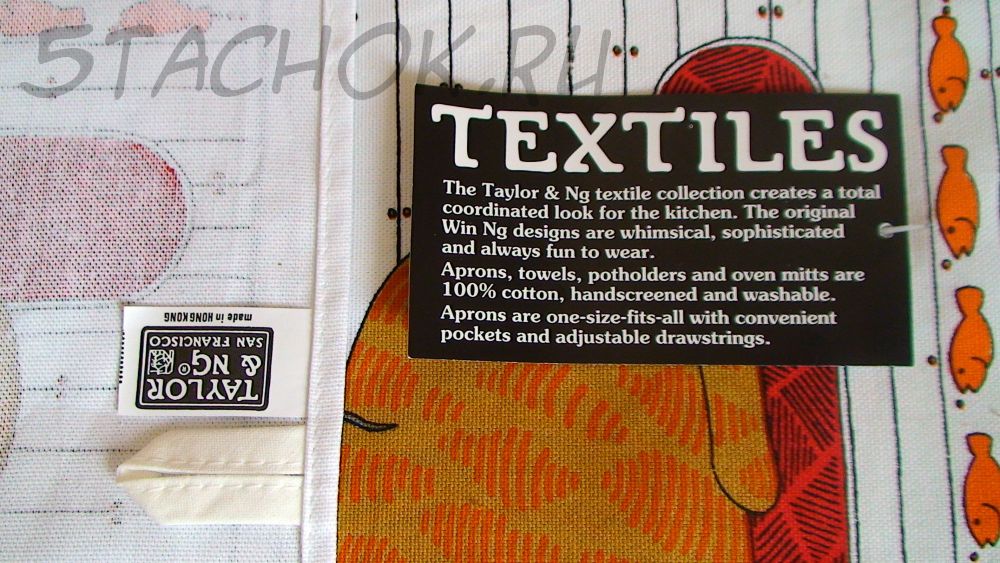 5TACHOK.RU
TEXTILES
The Taylor & Ng textile collection creates a total
coordinated look for the kitchen. The original
Win Ng designs are whimsical, sophisticated
and always fun to wear.
Aprons, towels, potholders and oven mitts are
100% cotton, handscreened and washable.
Aprons are one-size-fits-all with convenient
pockets and adjustable drawstrings.
TAYLOR
& NG®
SAN FRANCISCO
made in HONG KONG